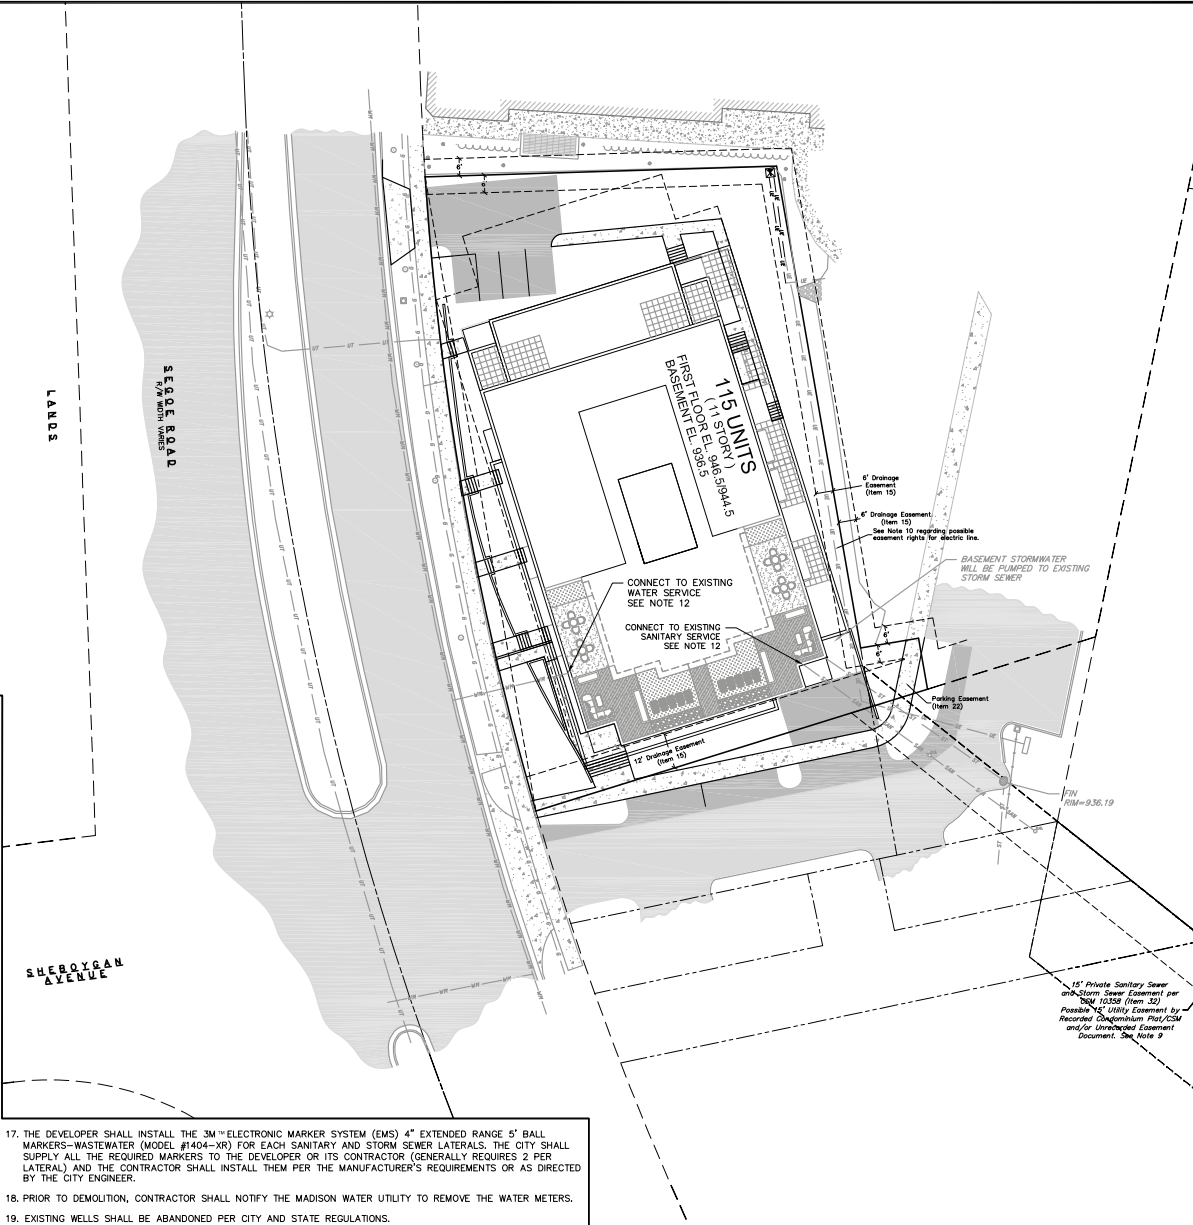 LANDS
SEGOE ROAD
R/W WIDTH VARIES
115 UNITS
(11 STORY)
FIRST FLOOR EL. 946.5/944.5
BASEMENT EL. 936.5
6' Drainage
Easement
(Item 15)
6' Drainage Easement
(Item 15)
See Note 10 regarding possible
easement rights for electric line.
BASEMENT STORMWATER
WILL BE PUMPED TO EXISTING
STORM SEWER
CONNECT TO EXISTING
WATER SERVICE
SEE NOTE 12
CONNECT TO EXISTING
SANITARY SERVICE
SEE NOTE 12
6'
6'
6'
6'
Parking Easement
(Item 22)
12' Drainage Easement
(Item 15)
FIN
RIM=936.19
SHEBOYGAN
AVENUE
15' Private Sanitary Sewer
and Storm Sewer Easement per
CSM 10358 (Item 32)
Possible 15' Utility Easement by
Recorded Condominium Plat/CSM
and/or Unrecorded Easement
Document. See Note 9
17. THE DEVELOPER SHALL INSTALL THE 3M™ ELECTRONIC MARKER SYSTEM (EMS) 4" EXTENDED RANGE 5' BALL
MARKERS-WASTEWATER (MODEL #1404-XR) FOR EACH SANITARY AND STORM SEWER LATERALS. THE CITY SHALL
SUPPLY ALL THE REQUIRED MARKERS TO THE DEVELOPER OR ITS CONTRACTOR (GENERALLY REQUIRES 2 PER
LATERAL) AND THE CONTRACTOR SHALL INSTALL THEM PER THE MANUFACTURER'S REQUIREMENTS OR AS DIRECTED
BY THE CITY ENGINEER.
18. PRIOR TO DEMOLITION, CONTRACTOR SHALL NOTIFY THE MADISON WATER UTILITY TO REMOVE THE WATER METERS.
19. EXISTING WELLS SHALL BE ABANDONED PER CITY AND STATE REGULATIONS.